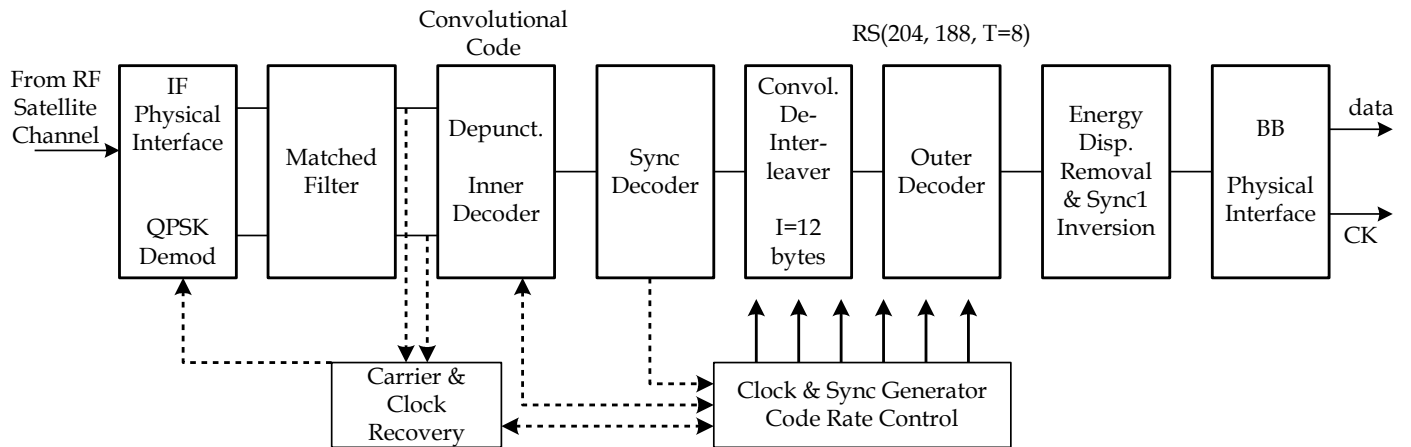 Convolutional
Code
RS(204, 188, T=8)
From RF
Satellite
Channel
IF
Physical
Interface
QPSK
Demod
Matched
Filter
Depunct.
Inner
Decoder
Sync
Decoder
Convol.
De-
Inter-
leaver
I=12
bytes
Outer
Decoder
Energy
Disp.
Removal
& Sync1
Inversion
BB
Physical
Interface
data
CK
Carrier &
Clock
Recovery
Clock & Sync Generator
Code Rate Control